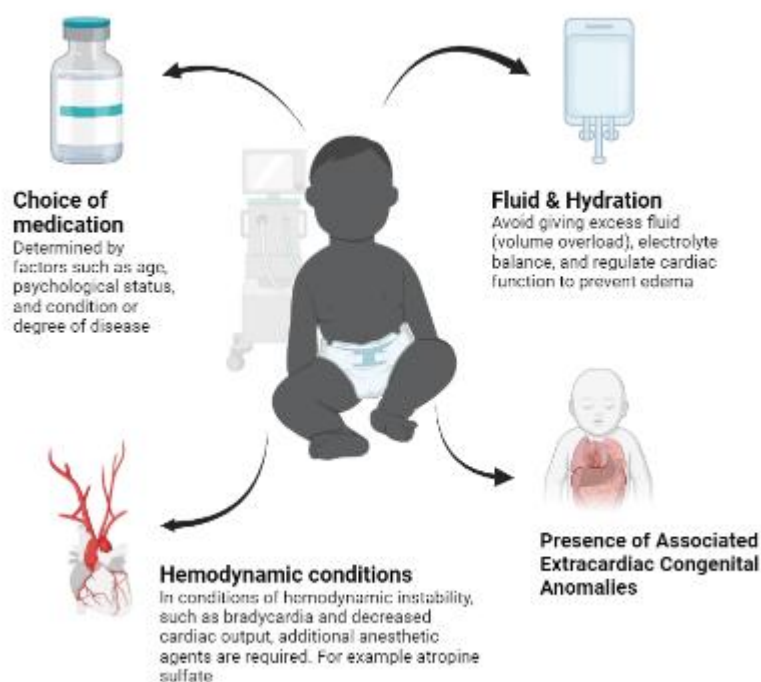 Choice of
medication
Determined by
factors such as age,
psychological status,
and condition or
degree of disease
Fluid & Hydration
Avoid giving excess fluid
(volume overload), electrolyte
balance, and regulate cardiac
function to prevent edema
Hemodynamic conditions
In conditions of hemodynamic instability,
such as bradycardia and decreased
cardiac output, additional anesthetic
agents are required. For example atropine
sulfate
Presence of Associated
Extracardiac Congenital
Anomalies